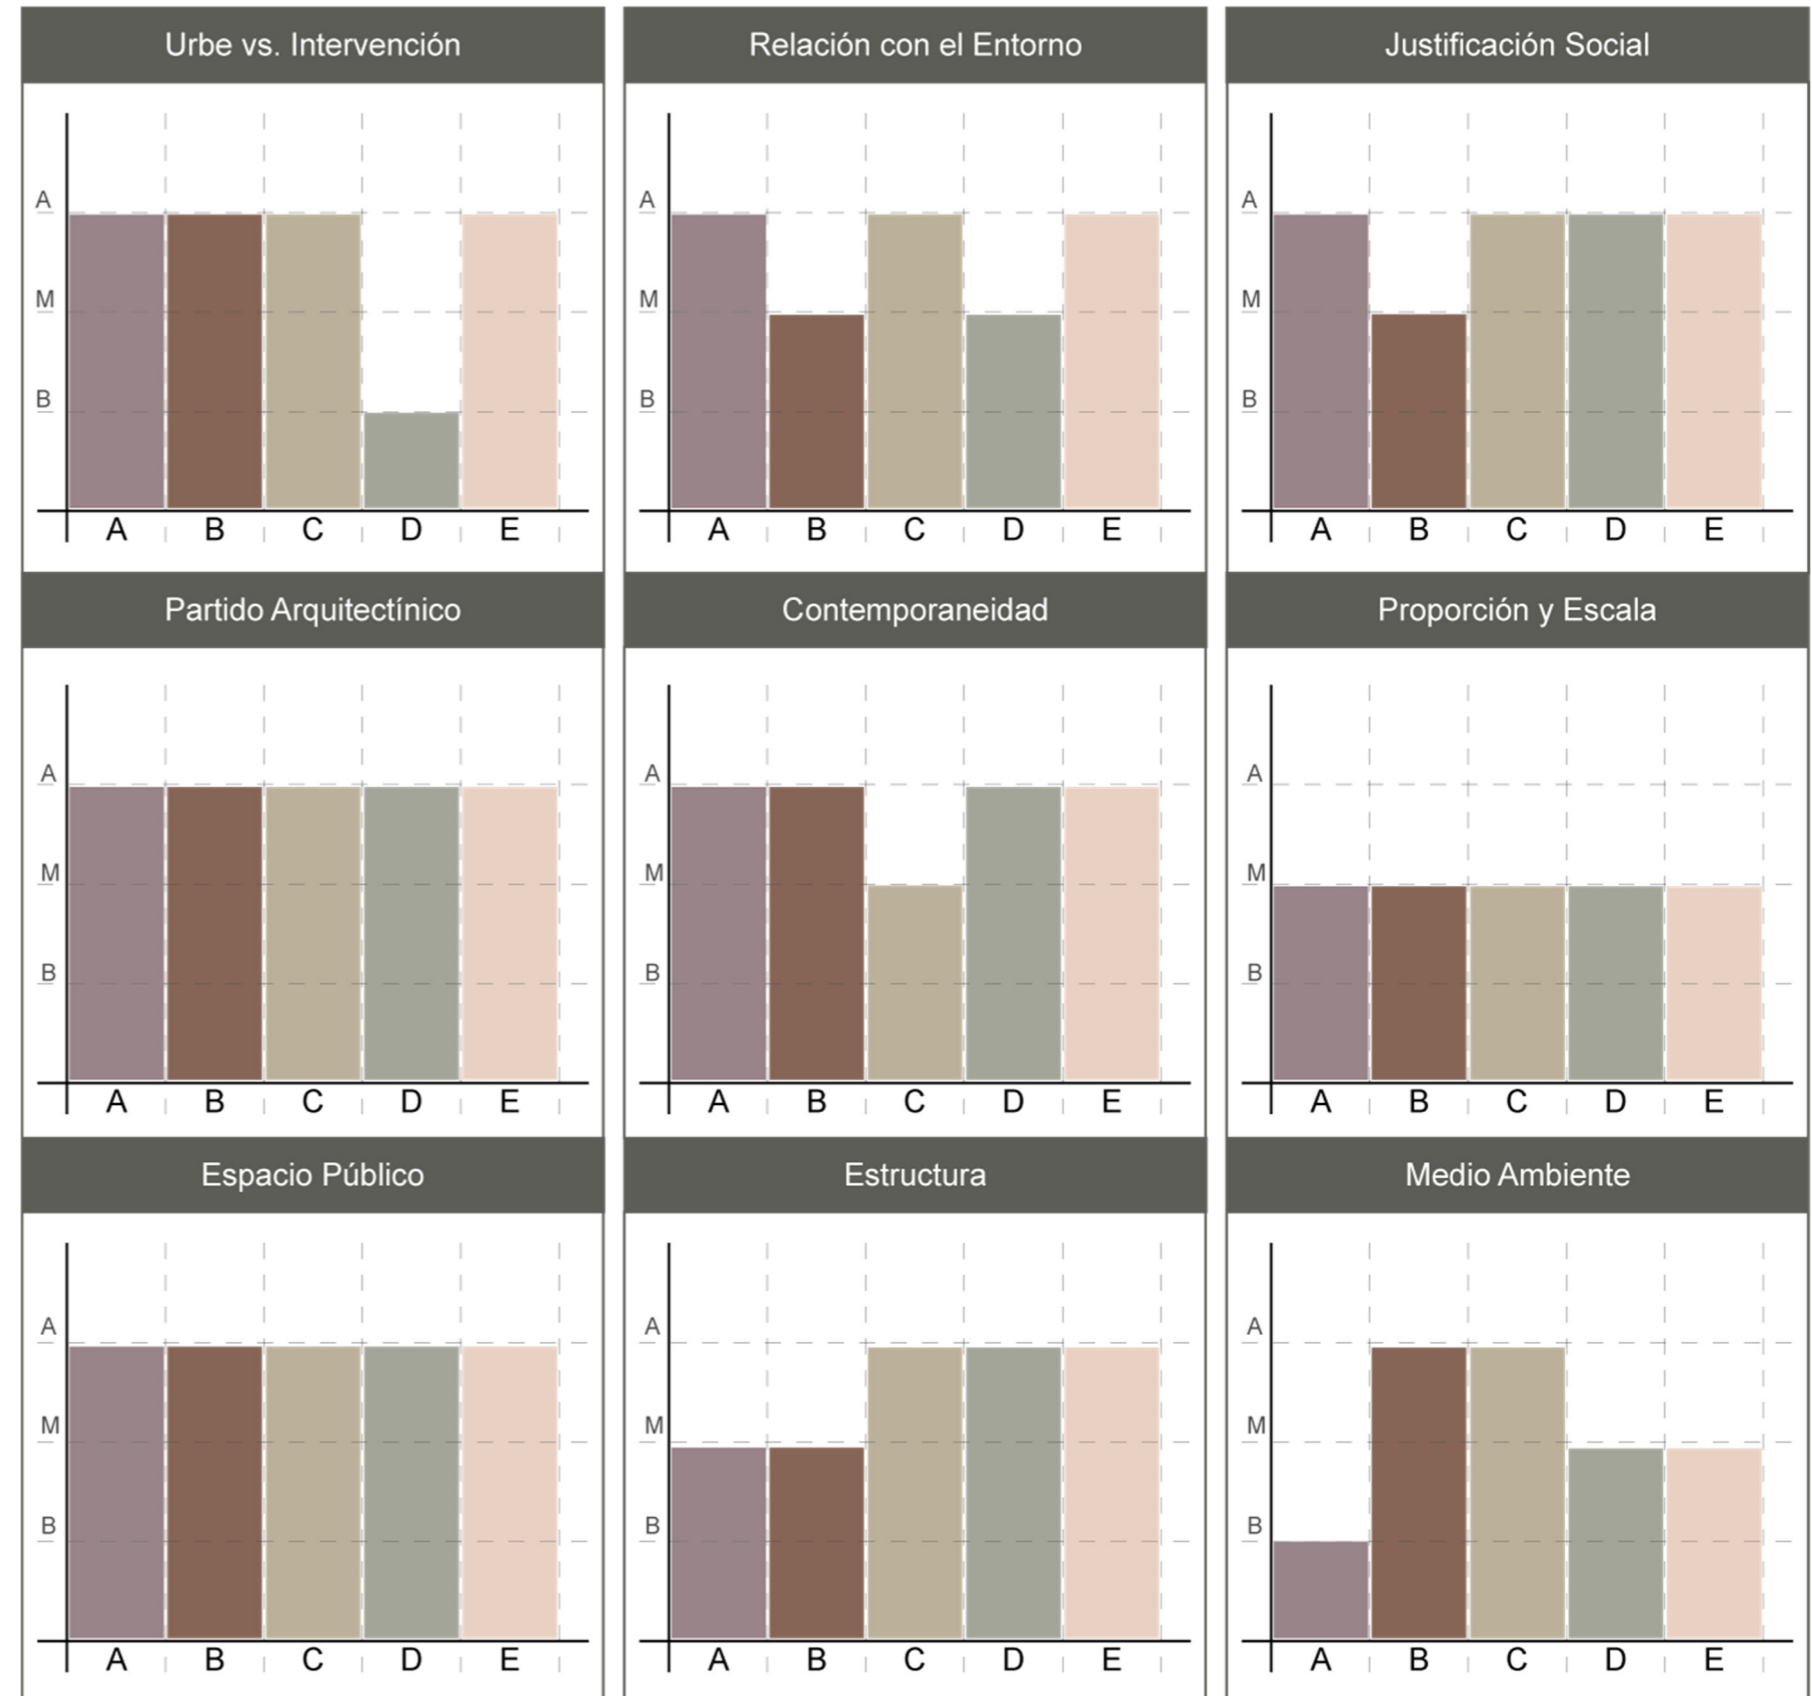 Urbe vs. Intervención
A
M
B
A B C D E
Relación con el Entorno
A
M
B
A B C D E
Justificación Social
A
M
B
A B C D E
Partido Arquitectínico
A
M
B
A B C D E
Contemporaneidad
A
M
B
A B C D E
Proporción y Escala
A
M
B
A B C D E
Espacio Público
A
M
B
A B C D E
Estructura
A
M
B
A B C D E
Medio Ambiente
A
M
B
A B C D E